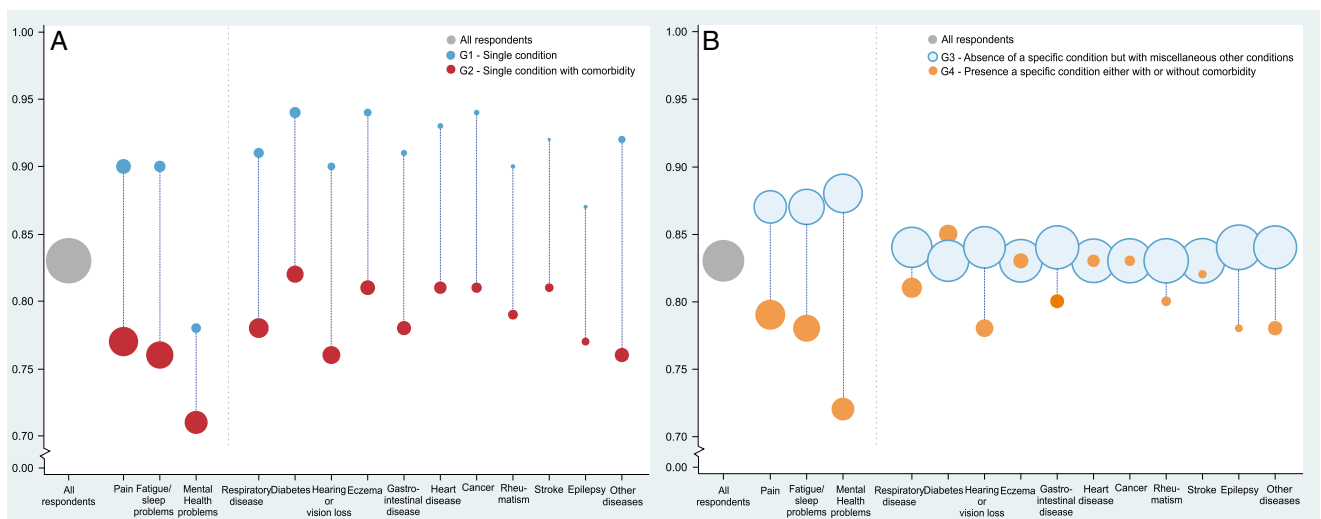 A
All respondents
G1 - Single condition
G2 - Single condition with comorbidity
1.00
0.95
0.90
0.85
0.80
0.75
0.70
0.00
All
respondents
Pain
Fatigue/
sleep
problems
Mental
Health
problems
Respiratory
disease
Diabetes
Hearing
or
vision loss
Eczema
Gastro-
intestinal
disease
Heart
disease
Cancer
Rheu-
matism
Stroke
Epilepsy
Other
diseases
B
All respondents
G3 - Absence of a specific condition but with miscellaneous other conditions
G4 - Presence a specific condition either with or without comorbidity
1.00
0.95
0.90
0.85
0.80
0.75
0.70
0.00
All
respondents
Pain
Fatigue/
sleep
problems
Mental
Health
problems
Respiratory
disease
Diabetes
Hearing
or
vision loss
Eczema
Gastro-
intestinal
disease
Heart
disease
Cancer
Rheu-
matism
Stroke
Epilepsy
Other
diseases